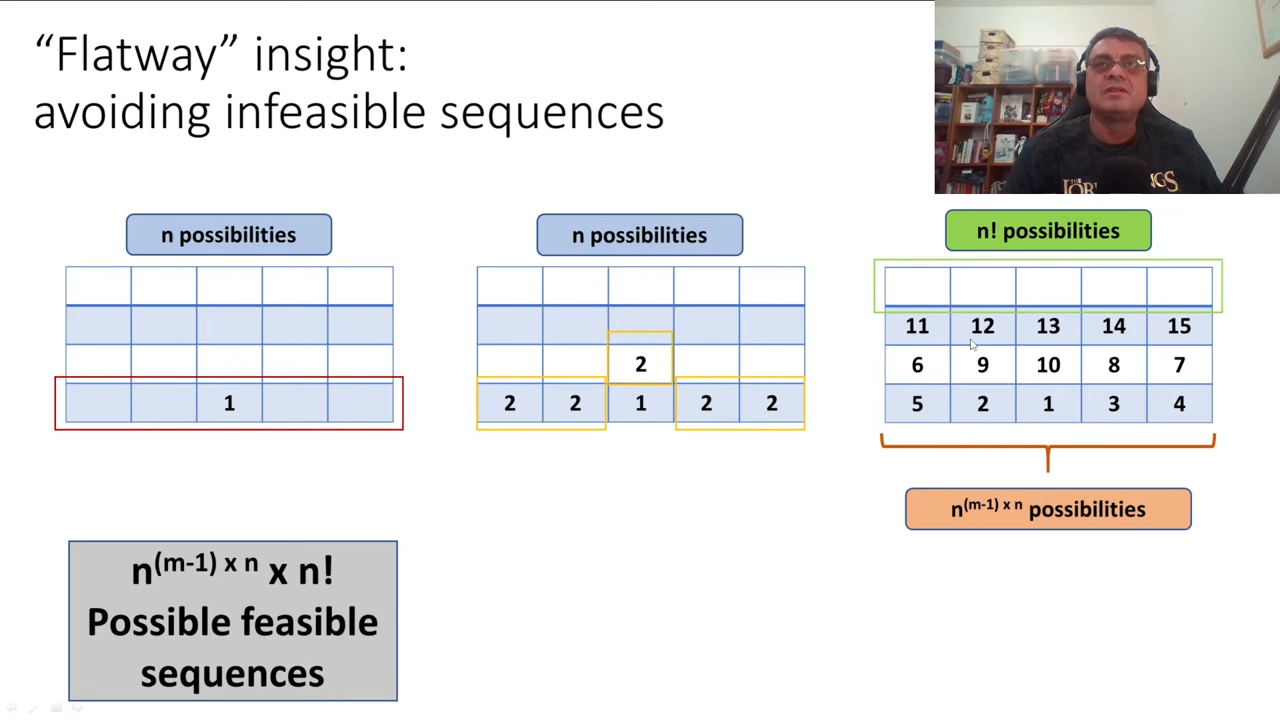 “Flatway” insight:
avoiding infeasible sequences
n possibilities
1
n possibilities
2
2 2 1 2 2
n! possibilities
11 12 13 14 15
6 9 10 8 7
5 2 1 3 4
n(m-1) x n possibilities
n(m-1) x n x n!
Possible feasible
sequences
THE